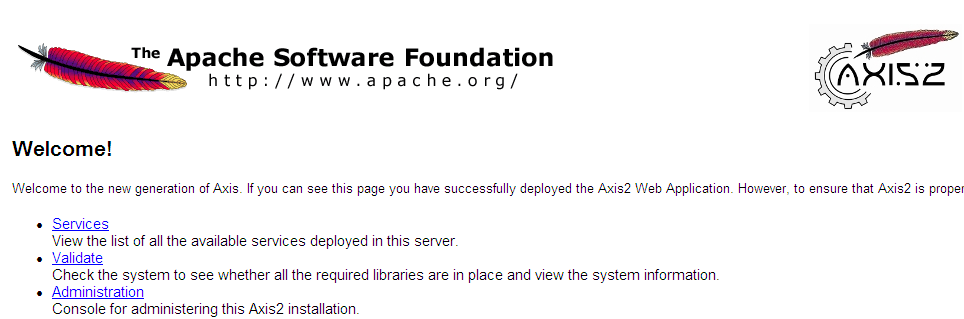 The Apache Software Foundation
http://www.apache.org/
AXIS2
Welcome!
Welcome to the new generation of Axis. If you can see this page you have successfully deployed the Axis2 Web Application. However, to ensure that Axis2 is proper
• Services
View the list of all the available services deployed in this server.
• Validate
Check the system to see whether all the required libraries are in place and view the system information.
• Administration
Console for administering this Axis2 installation.